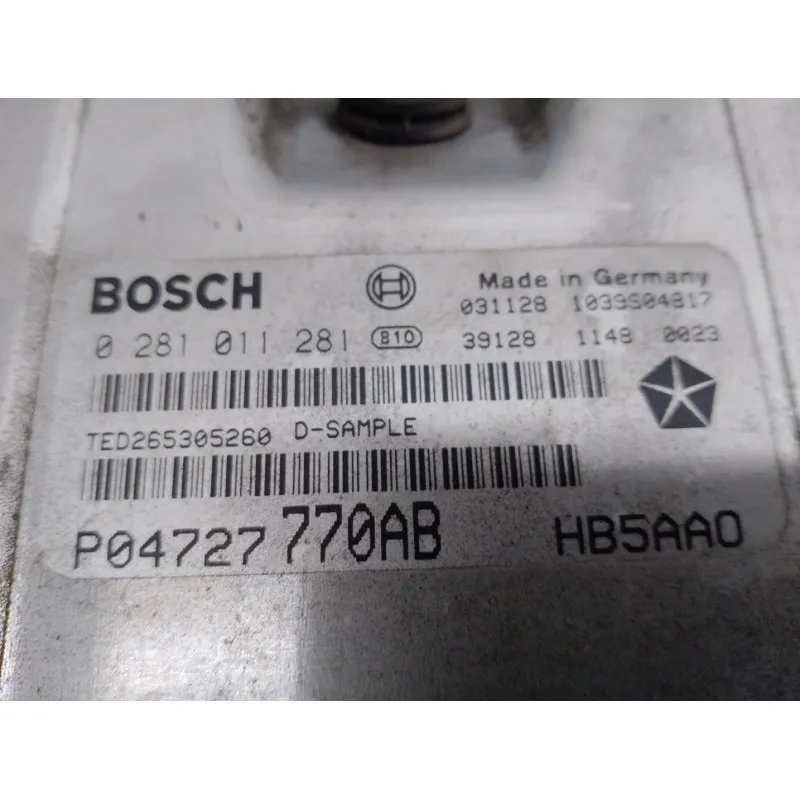 BOSCH Made in Germany
031128 1039S04817
0 281 011 281 810 39128 1148 0023
TED265305260 D-SAMPLE
P04727770AB HB5AA0